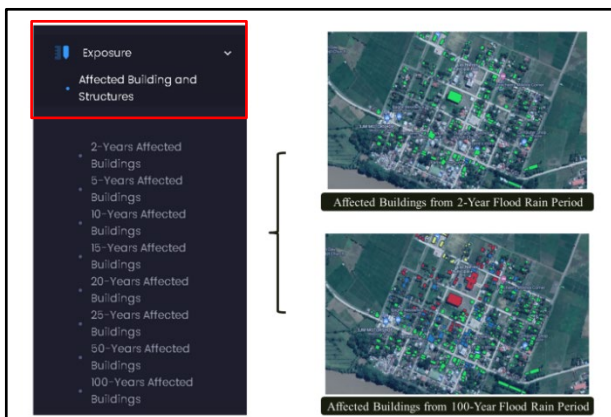 Exposure
Affected Building and
Structures
2-Years Affected
Buildings
5-Years Affected
Buildings
10-Years Affected
Buildings
15-Years Affected
Buildings
20-Years Affected
Buildings
25-Years Affected
Buildings
50-Years Affected
Buildings
100-Years Affected
Buildings
Affected Buildings from 2-Year Flood Rain Period
Affected Buildings from 100-Year Flood Rain Period